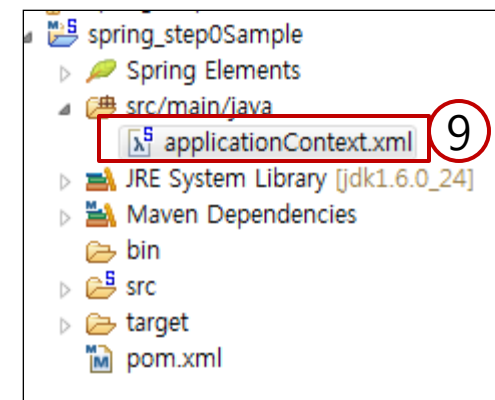 spring_step0Sample
Spring Elements
src/main/java
applicationContext.xml 9
JRE System Library [jdk1.6.0_24]
Maven Dependencies
bin
src
target
pom.xml